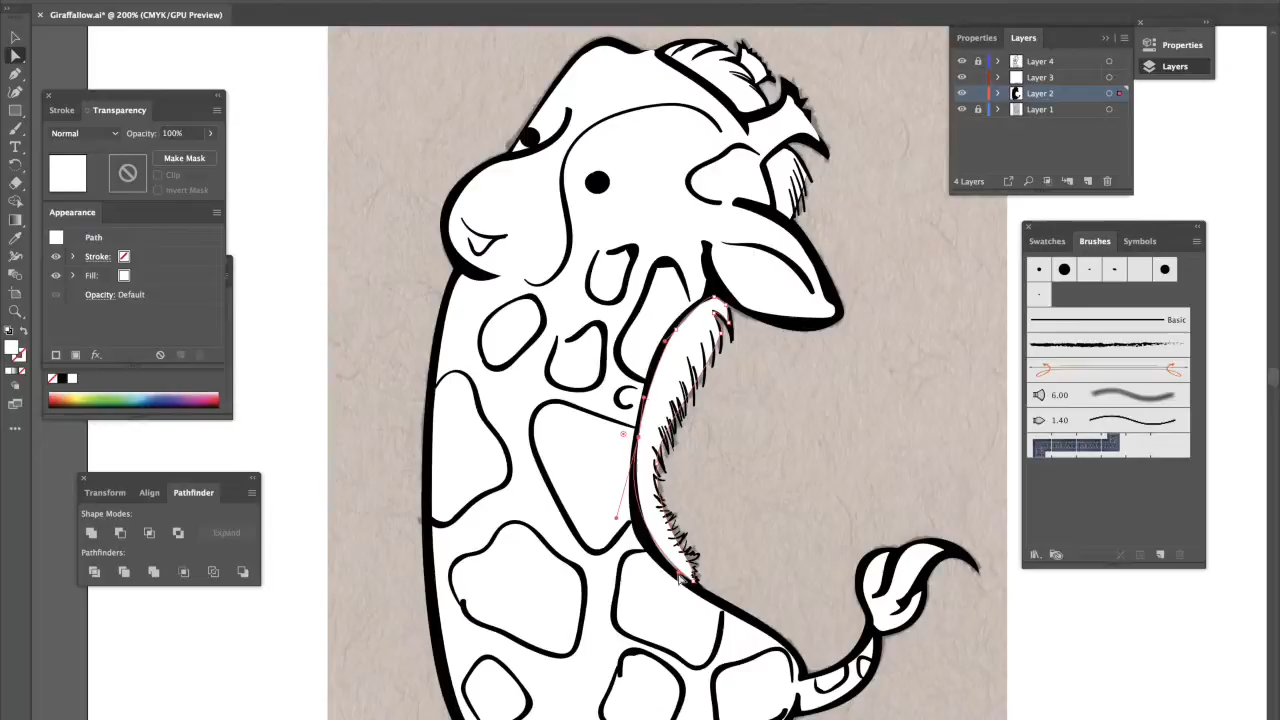 Giraffallow.ai* @ 200% (CMYK/GPU Preview)
Properties
Layers
Layer 4
Layer 3
Layer 2
Layer 1
4 Layers
Properties
Layers
Stroke
Transparency
Normal
Opacity: 100%
Make Mask
Clip
Invert Mask
Appearance
Path
Stroke:
Fill:
Opacity: Default
fx
Swatches
Brushes
Symbols
Basic
6.00
1.40
Transform
Align
Pathfinder
Shape Modes:
Expand
Pathfinders: